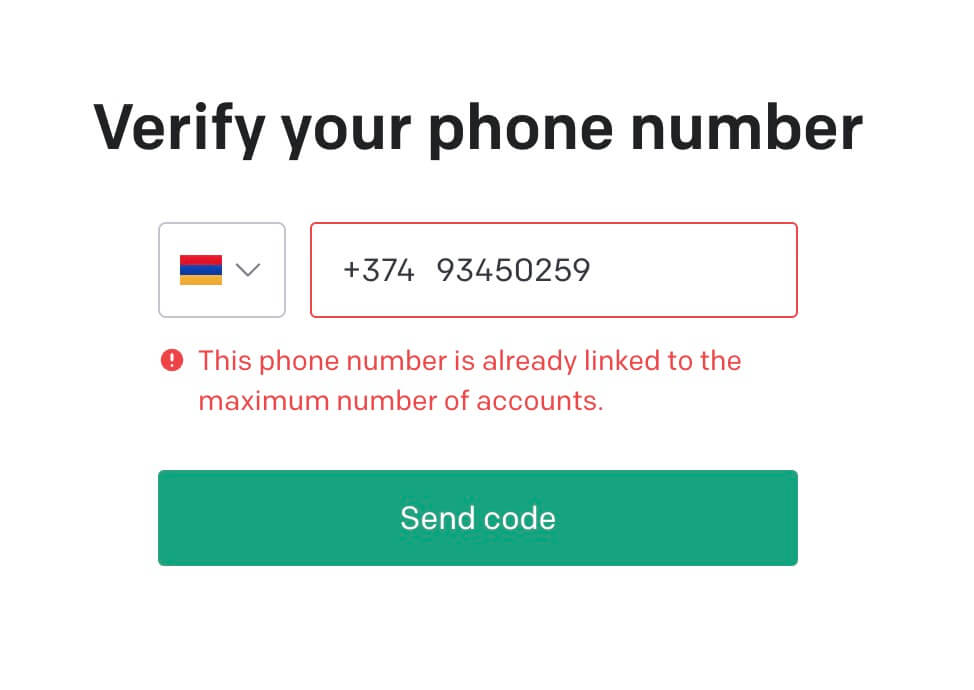 Verify your phone number
+374 93450259
This phone number is already linked to the
maximum number of accounts.
Send code